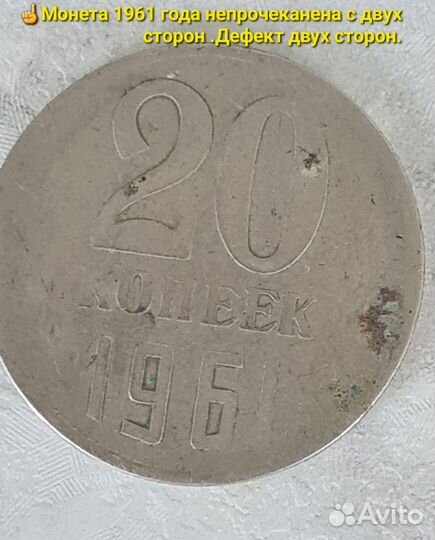 ☝Монета 1961 года непрочеканена с двух
сторон .Дефект двух сторон.
20
КОПЕЕК
1961
Avito